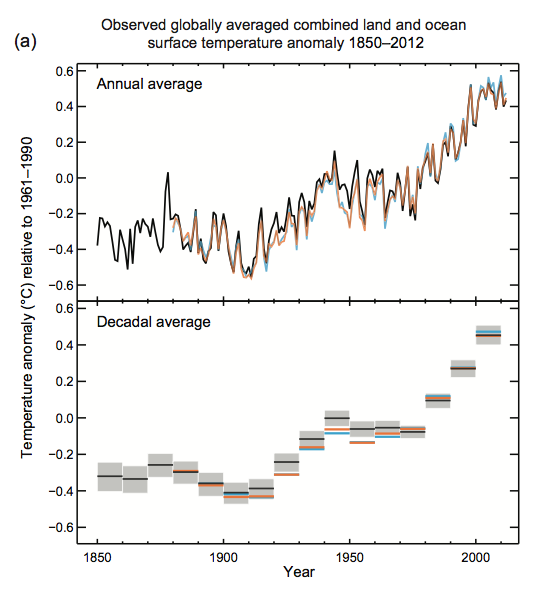 Observed globally averaged combined land and ocean
surface temperature anomaly 1850–2012
(a)
Annual average
0.6
0.4
0.2
0.0
−0.2
−0.4
−0.6
Temperature anomaly (°C) relative to 1961–1990
Decadal average
0.6
0.4
0.2
0.0
−0.2
−0.4
−0.6
1850
1900
1950
2000
Year